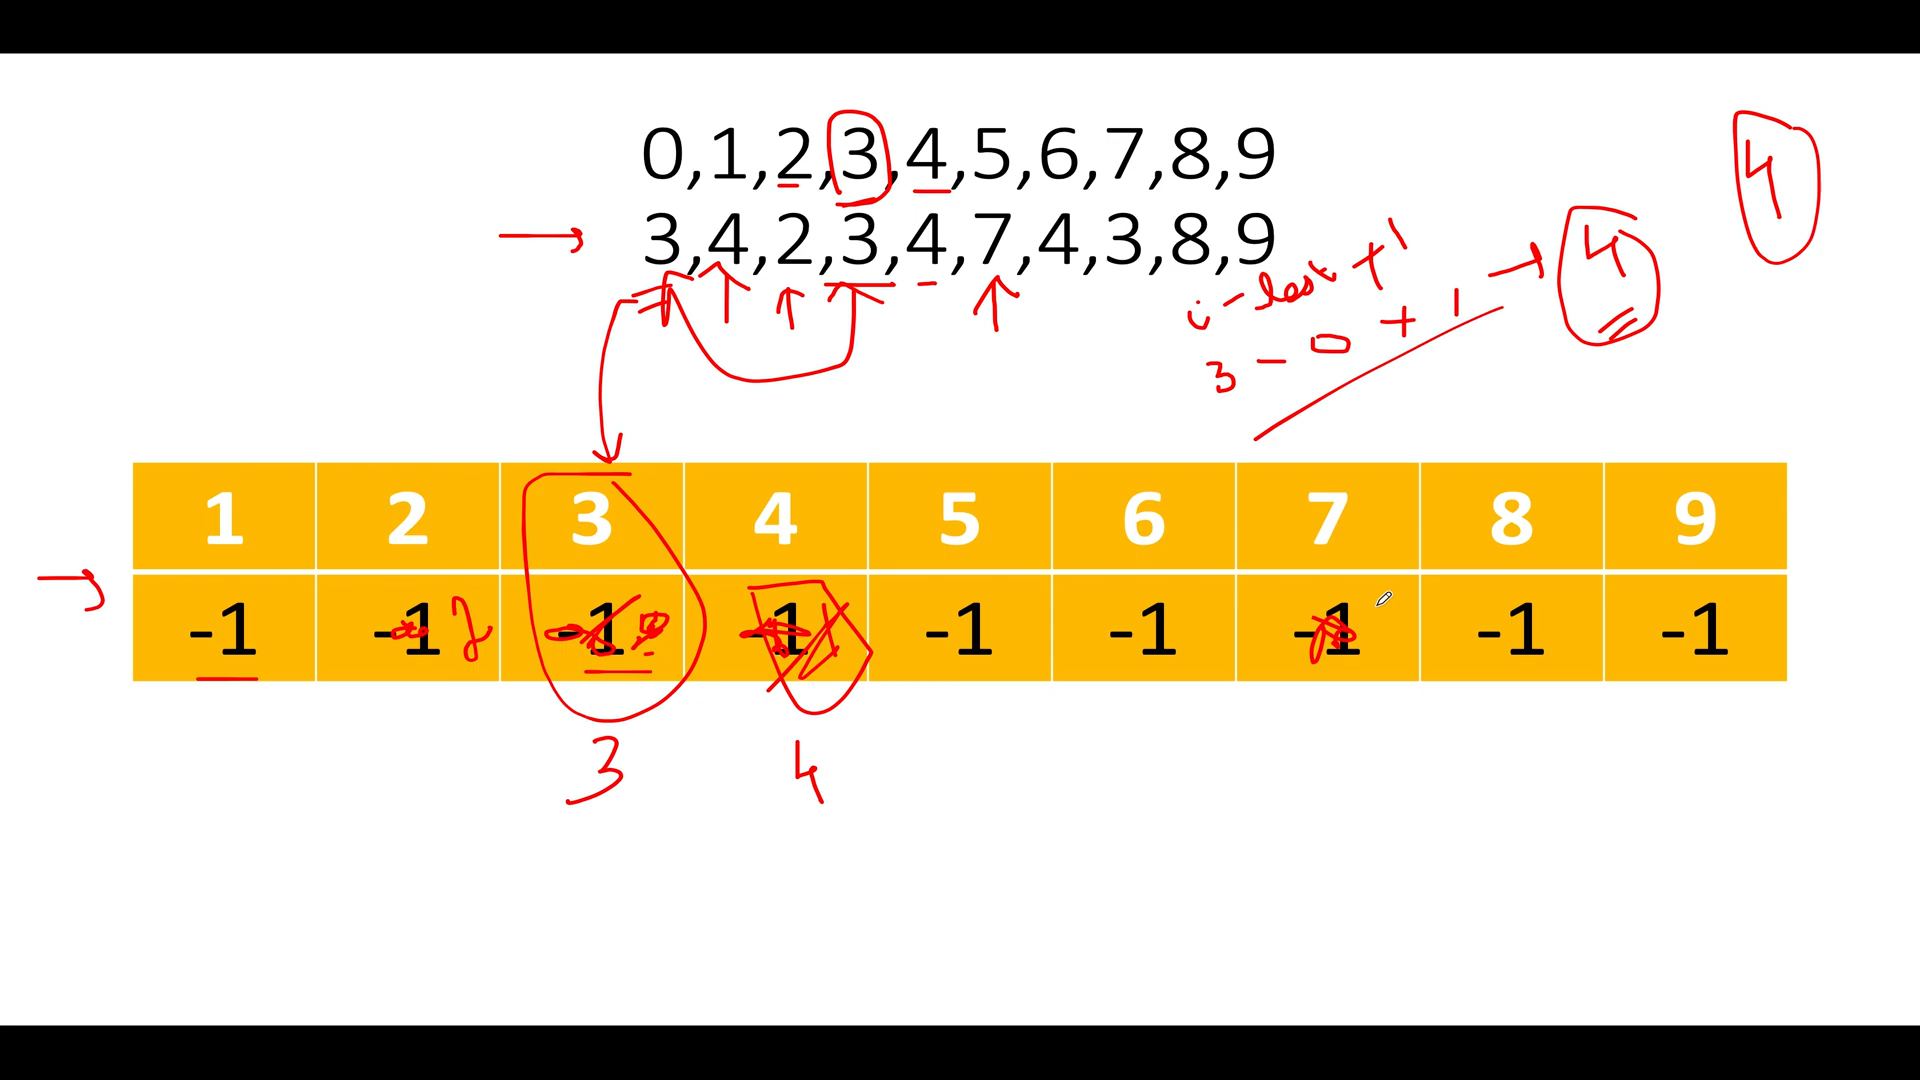 0,1,2,3,4,5,6,7,8,9
4
3,4,2,3,4,7,4,3,8,9
i-last+1
4
3-0+1
1 2 3 4 5 6 7 8 9
-1 -1 2 -1 -1 -1 -1 -1 -1 -1
3 4